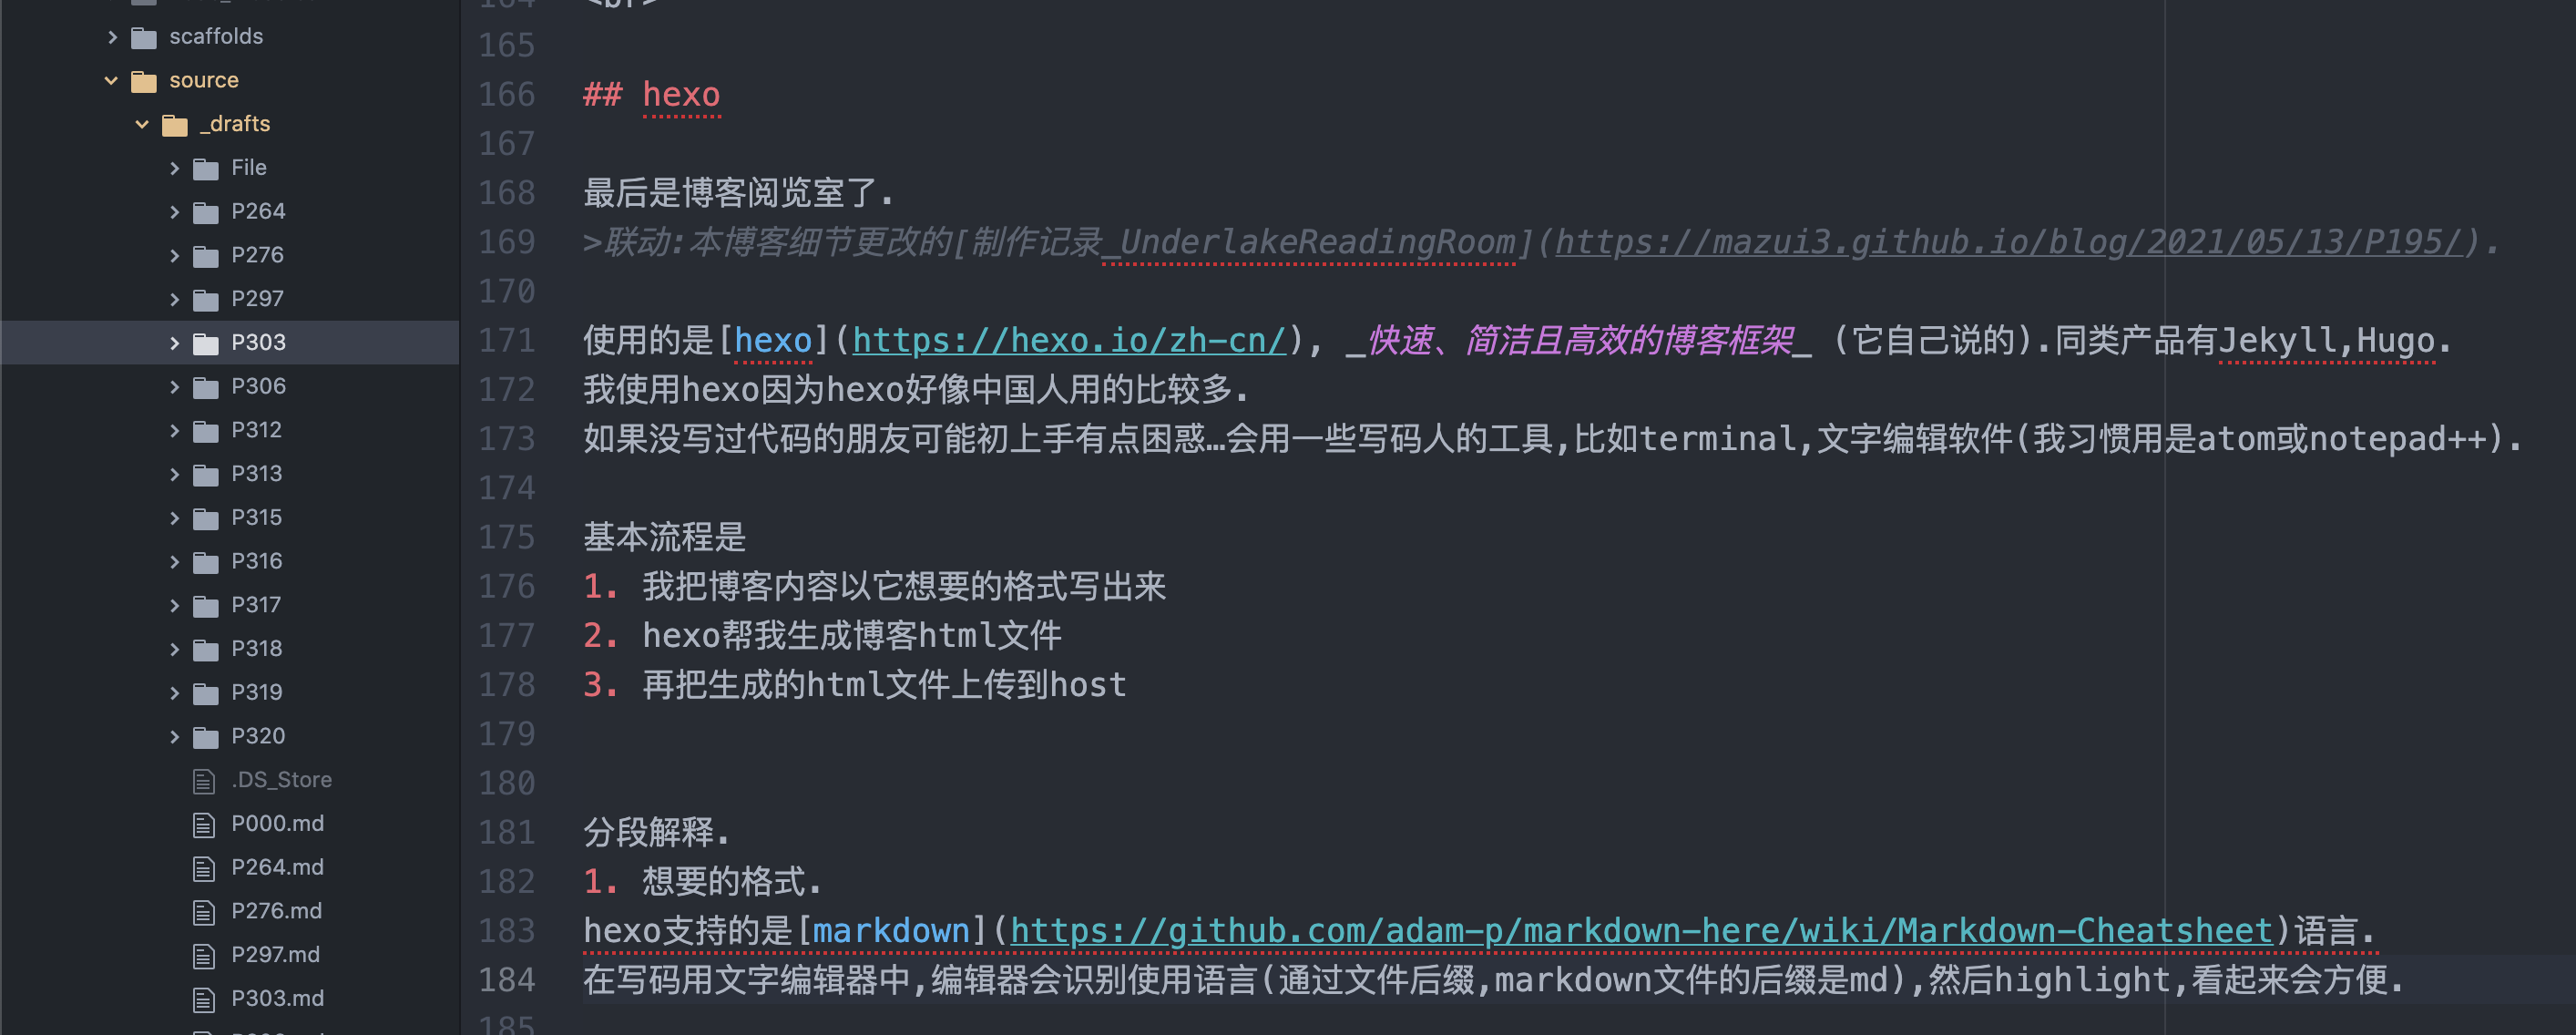 scaffolds
source
_drafts
File
P264
P276
P297
P303
P306
P312
P313
P315
P316
P317
P318
P319
P320
.DS_Store
P000.md
P264.md
P276.md
P297.md
P303.md
164 <br>
165
166 ## hexo
167
168 最后是博客阅览室了.
169 >联动:本博客细节更改的[制作记录_UnderlakeReadingRoom](https://mazui3.github.io/blog/2021/05/13/P195/).
170
171 使用的是[hexo](https://hexo.io/zh-cn/), _快速、简洁且高效的博客框架_ (它自己说的).同类产品有Jekyll,Hugo.
172 我使用hexo因为hexo好像中国人用的比较多.
173 如果没写过代码的朋友可能初上手有点困惑…会用一些写码人的工具,比如terminal,文字编辑软件(我习惯用是atom或notepad++).
174
175 基本流程是
176 1. 我把博客内容以它想要的格式写出来
177 2. hexo帮我生成博客html文件
178 3. 再把生成的html文件上传到host
179
180
181 分段解释.
182 1. 想要的格式.
183 hexo支持的是[markdown](https://github.com/adam-p/markdown-here/wiki/Markdown-Cheatsheet)语言.
184 在写码用文字编辑器中,编辑器会识别使用语言(通过文件后缀,markdown文件的后缀是md),然后highlight,看起来会方便.
185